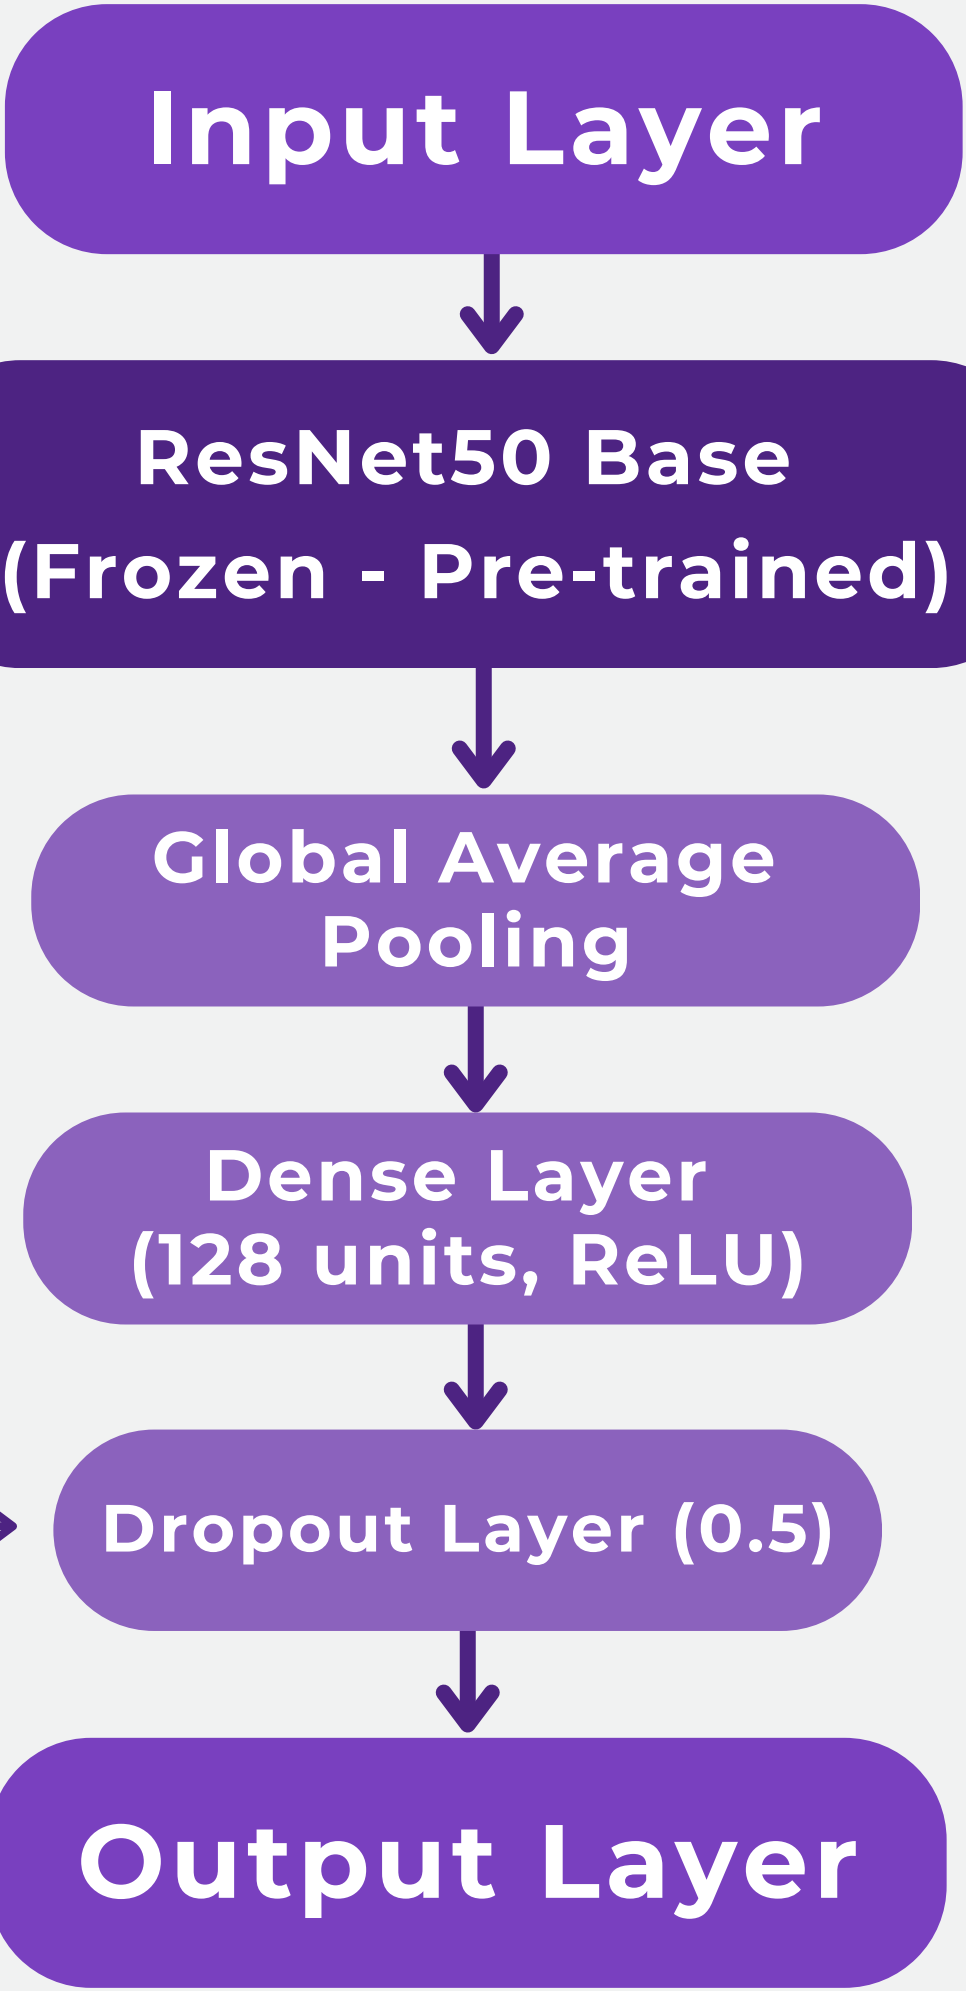 Input Layer
ResNet50 Base
(Frozen - Pre-trained)
Global Average
Pooling
Dense Layer
(128 units, ReLU)
Dropout Layer (0.5)
Output Layer